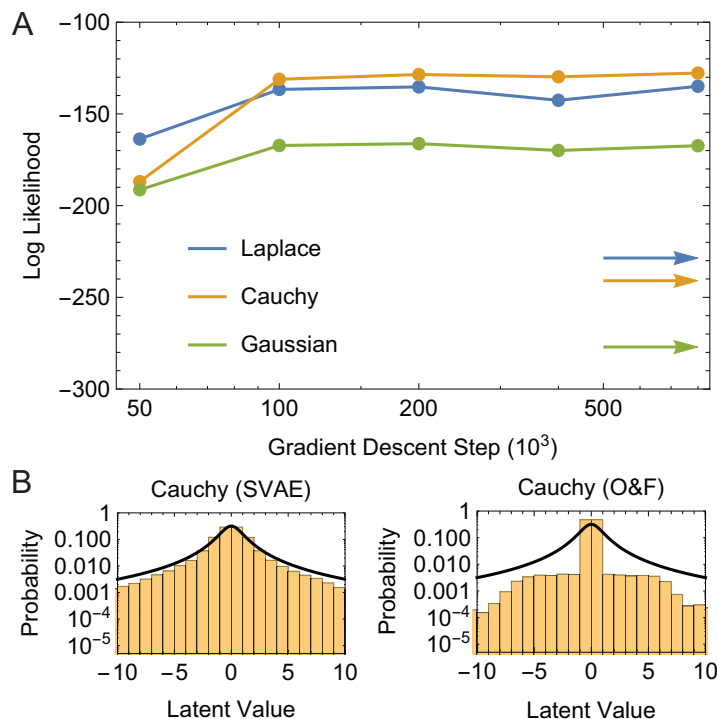 A
Log Likelihood
-100
-150
-200
-250
-300
Laplace
Cauchy
Gaussian
50 100 200 500
Gradient Descent Step (10³)
B
Cauchy (SVAE)
Probability
1
0.100
0.010
0.001
10⁻⁴
10⁻⁵
-10 -5 0 5 10
Latent Value
Cauchy (O&F)
Probability
1
0.100
0.010
0.001
10⁻⁴
10⁻⁵
-10 -5 0 5 10
Latent Value